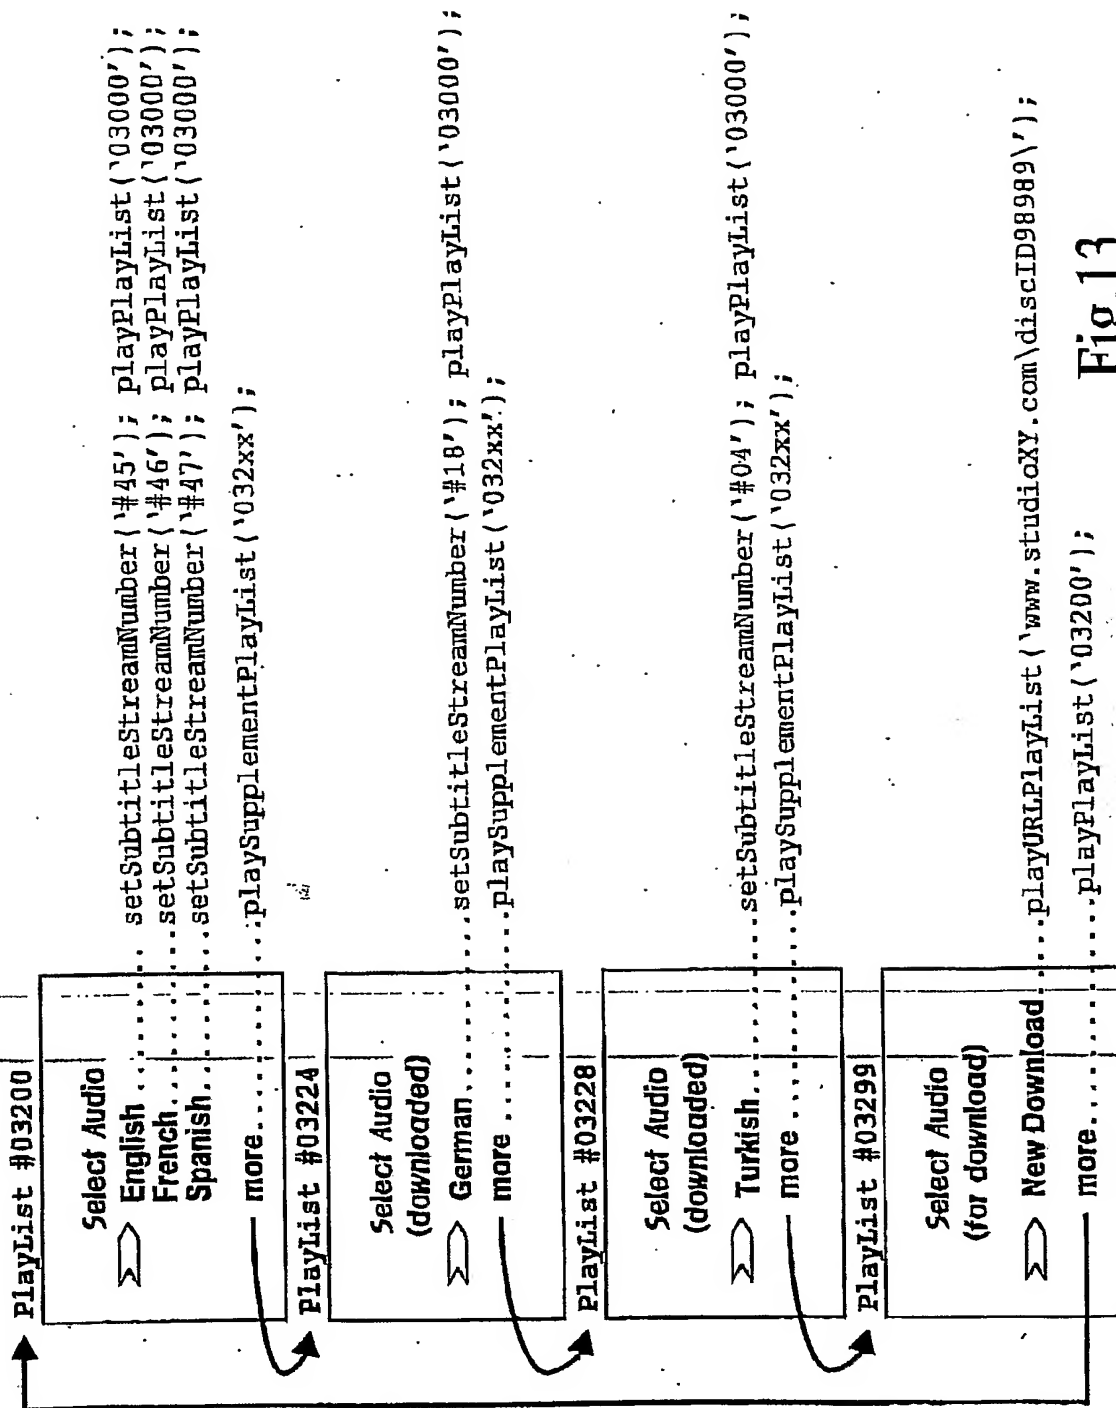 PlayList #03200
Select Audio
English.......... setSubtitleStreamNumber('#45'); playPlayList('03000');
French..........setSubtitleStreamNumber('#46'); playPlayList('03000');
Spanish..........setSubtitleStreamNumber('#47'); playPlayList('03000');
more..........playSupplementPlayList('032xx');
PlayList #03224
Select Audio
(downloaded)
German..........setSubtitleStreamNumber('#18'); playPlayList('03000');
more..........playSupplementPlayList('032xx');
PlayList #03228
Select Audio
(downloaded)
Turkish..........setSubtitleStreamNumber('#04'); playPlayList('03000');
more..........playSupplementPlayList('032xx');
PlayList #03299
Select Audio
(for download)
New Download.....playURLPlayList('www.studioXY.com\discID98989\');
more..........playPlayList('03200');
Fig.13